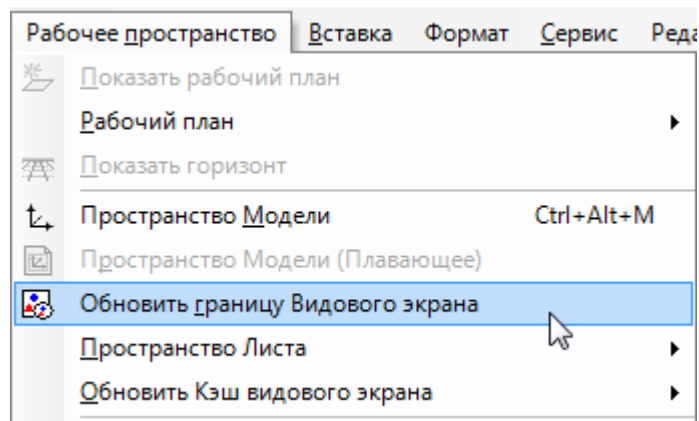 Рабочее пространство Вставка Формат Сервис
Показать рабочий план
Рабочий план
Показать горизонт
Пространство Модели Ctrl+Alt+M
Пространство Модели (Плавающее)
Обновить границу Видового экрана
Пространство Листа
Обновить Кэш видового экрана